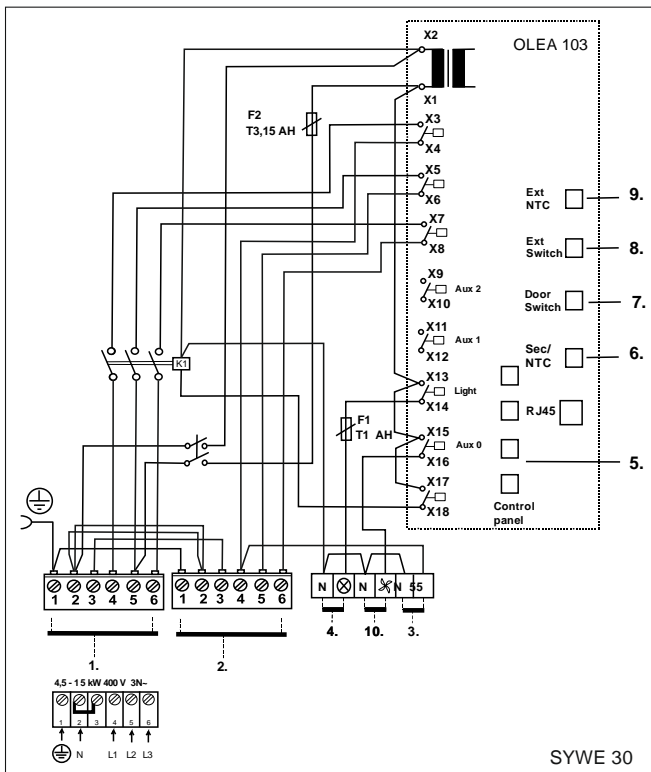 X2
OLEA 103
X1
F2
T3,15 AH
X3
X4
X5
X6
Ext
NTC
9.
X7
X8
Ext
Switch
8.
X9
Aux 2
X10
Door
Switch
7.
X11
Aux 1
X12
Sec/
NTC
6.
K1
X13
Light
X14
RJ45
F1
T1 AH
X15
Aux 0
X16
5.
X17
X18
Control
panel
1 2 3 4 5 6
1 2 3 4 5 6
N N N 55
4. 10. 3.
1. 2.
4,5 - 15 kW 400 V 3N~
1 2 3 4 5 6
N L1 L2 L3
SYWE 30